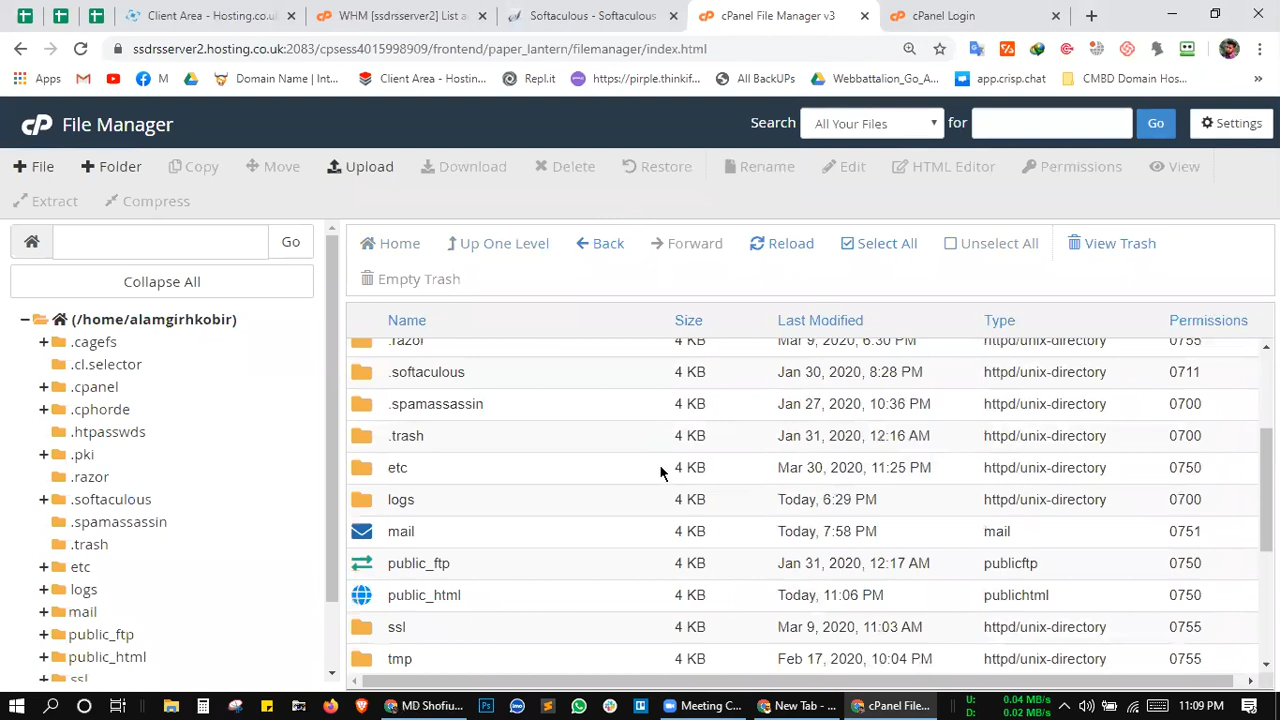 Client Area - Hosting.co.uk
WHM [ssdrsserver2] List a
Softaculous - Softaculous
cPanel File Manager v3
cPanel Login
ssdrsserver2.hosting.co.uk:2083/cpsess4015998909/frontend/paper_lantern/filemanager/index.html
Apps
M
Domain Name | Int...
Client Area - Hosting...
Repl.it
https://pirple.thinkif...
All BackUPs
Webbattalion_Go_A...
app.crisp.chat
CMBD Domain Hos...
»
cP File Manager
Search All Your Files for Go Settings
File Folder Copy Move Upload Download Delete Restore Rename Edit HTML Editor Permissions View
Extract Compress
Go
Collapse All
(/home/alamgirhkobir)
.cagefs
.cl.selector
.cpanel
.cphorde
.htpasswds
.pki
.razor
.softaculous
.spamassassin
.trash
etc
logs
mail
public_ftp
public_html
ssl
Home Up One Level Back Forward Reload Select All Unselect All View Trash
Empty Trash
Name Size Last Modified Type Permissions
.razor 4 KB Mar 9, 2020, 6:30 PM httpd/unix-directory 0755
.softaculous 4 KB Jan 30, 2020, 8:28 PM httpd/unix-directory 0711
.spamassassin 4 KB Jan 27, 2020, 10:36 PM httpd/unix-directory 0700
.trash 4 KB Jan 31, 2020, 12:16 AM httpd/unix-directory 0700
etc 4 KB Mar 30, 2020, 11:25 PM httpd/unix-directory 0750
logs 4 KB Today, 6:29 PM httpd/unix-directory 0700
mail 4 KB Today, 7:58 PM mail 0751
public_ftp 4 KB Jan 31, 2020, 12:17 AM publicftp 0750
public_html 4 KB Today, 11:06 PM publichtml 0750
ssl 4 KB Mar 9, 2020, 11:03 AM httpd/unix-directory 0755
tmp 4 KB Feb 17, 2020, 10:04 PM httpd/unix-directory 0755
MD Shofiu...
Meeting C...
New Tab - ...
cPanel File...
U: 0.04 MB/s
D: 0.02 MB/s
11:09 PM